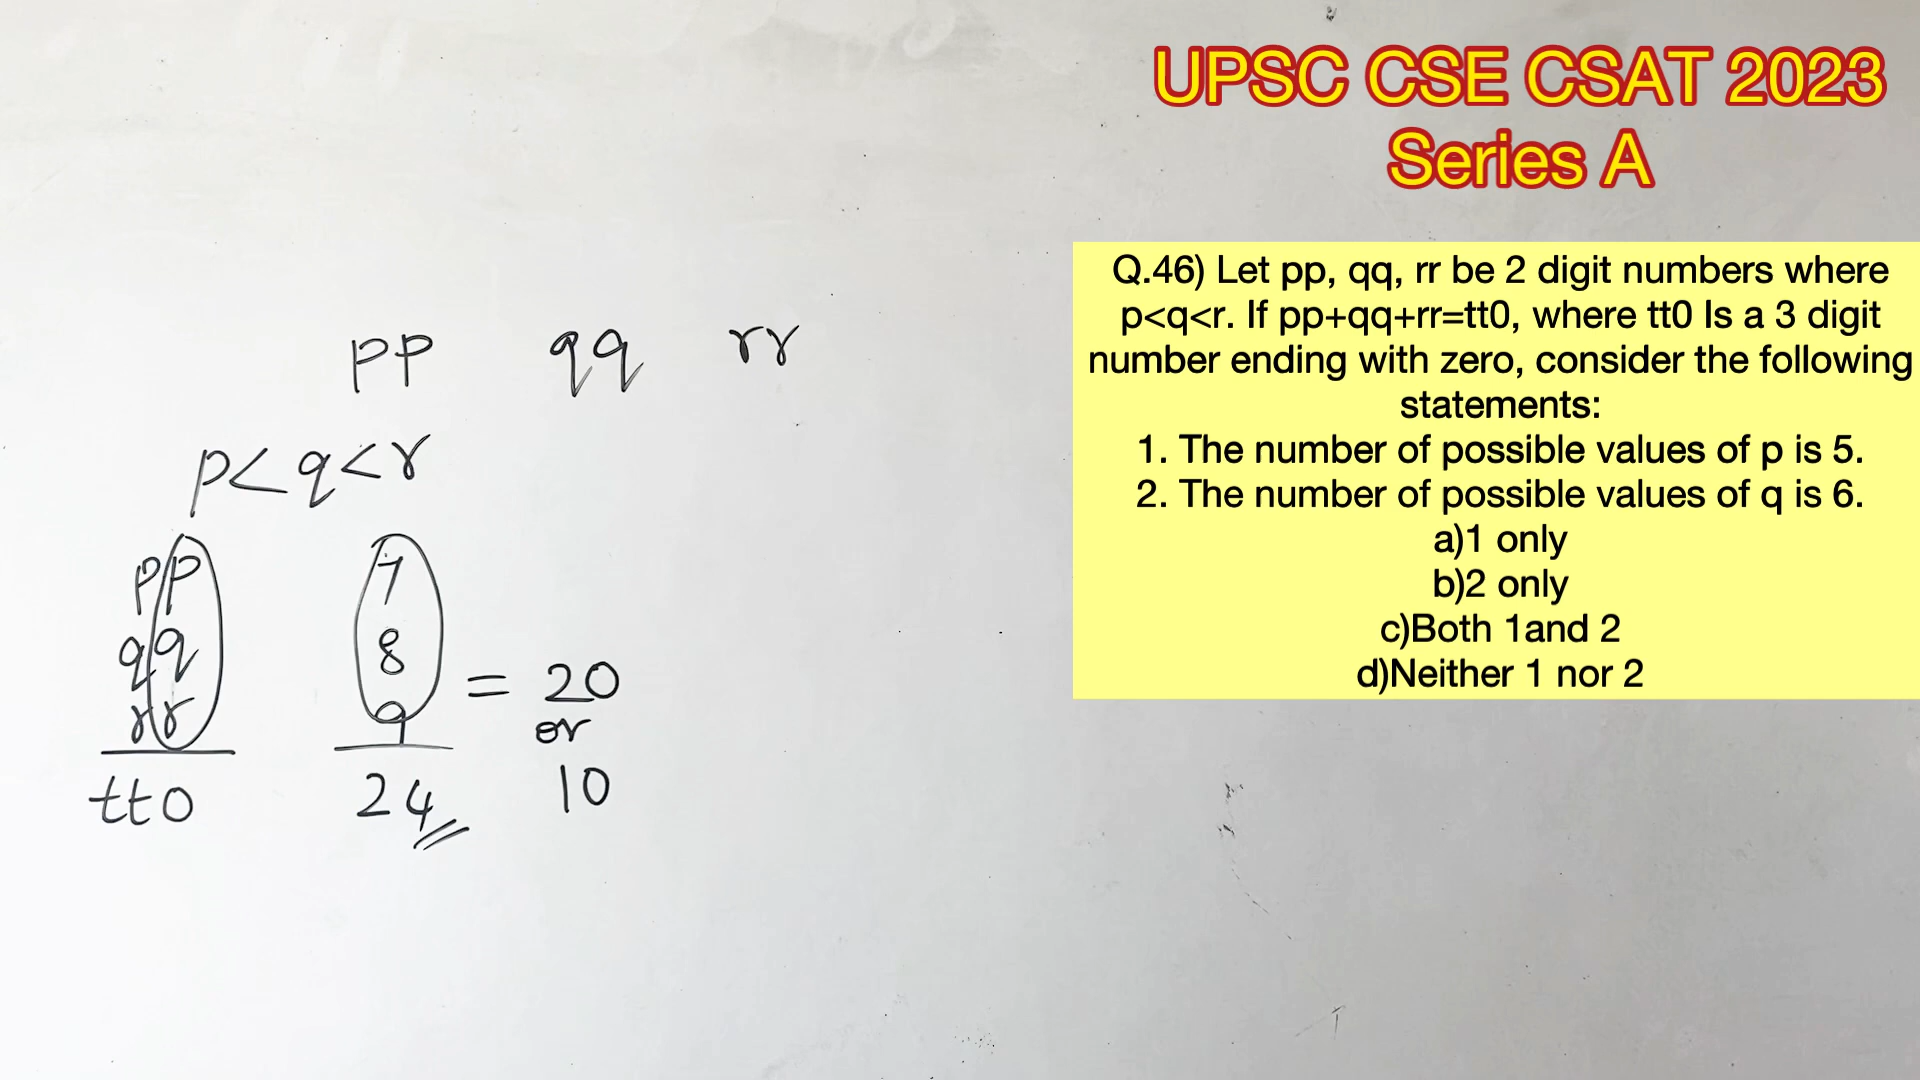 UPSC CSE CSAT 2023
Series A
Q.46) Let pp, qq, rr be 2 digit numbers where
p<q<r. If pp+qq+rr=tt0, where tt0 Is a 3 digit
number ending with zero, consider the following
statements:
1. The number of possible values of p is 5.
2. The number of possible values of q is 6.
a)1 only
b)2 only
c)Both 1and 2
d)Neither 1 nor 2
pp qq rr
p<q<r
pp
qq
rr
tt0
7
8
9
24
= 20
or
10